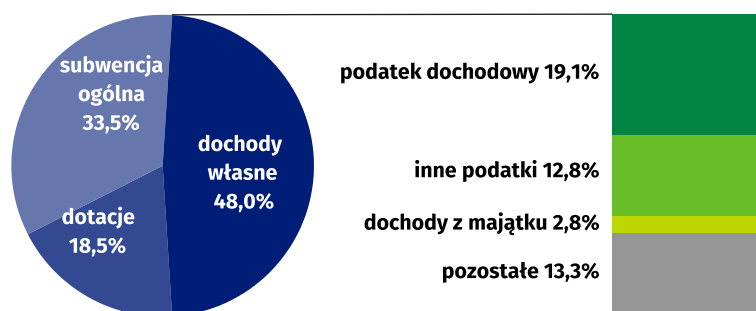 subwencja
ogólna
33,5%
dochody
własne
48,0%
dotacje
18,5%
podatek dochodowy 19,1%
inne podatki 12,8%
dochody z majątku 2,8%
pozostałe 13,3%